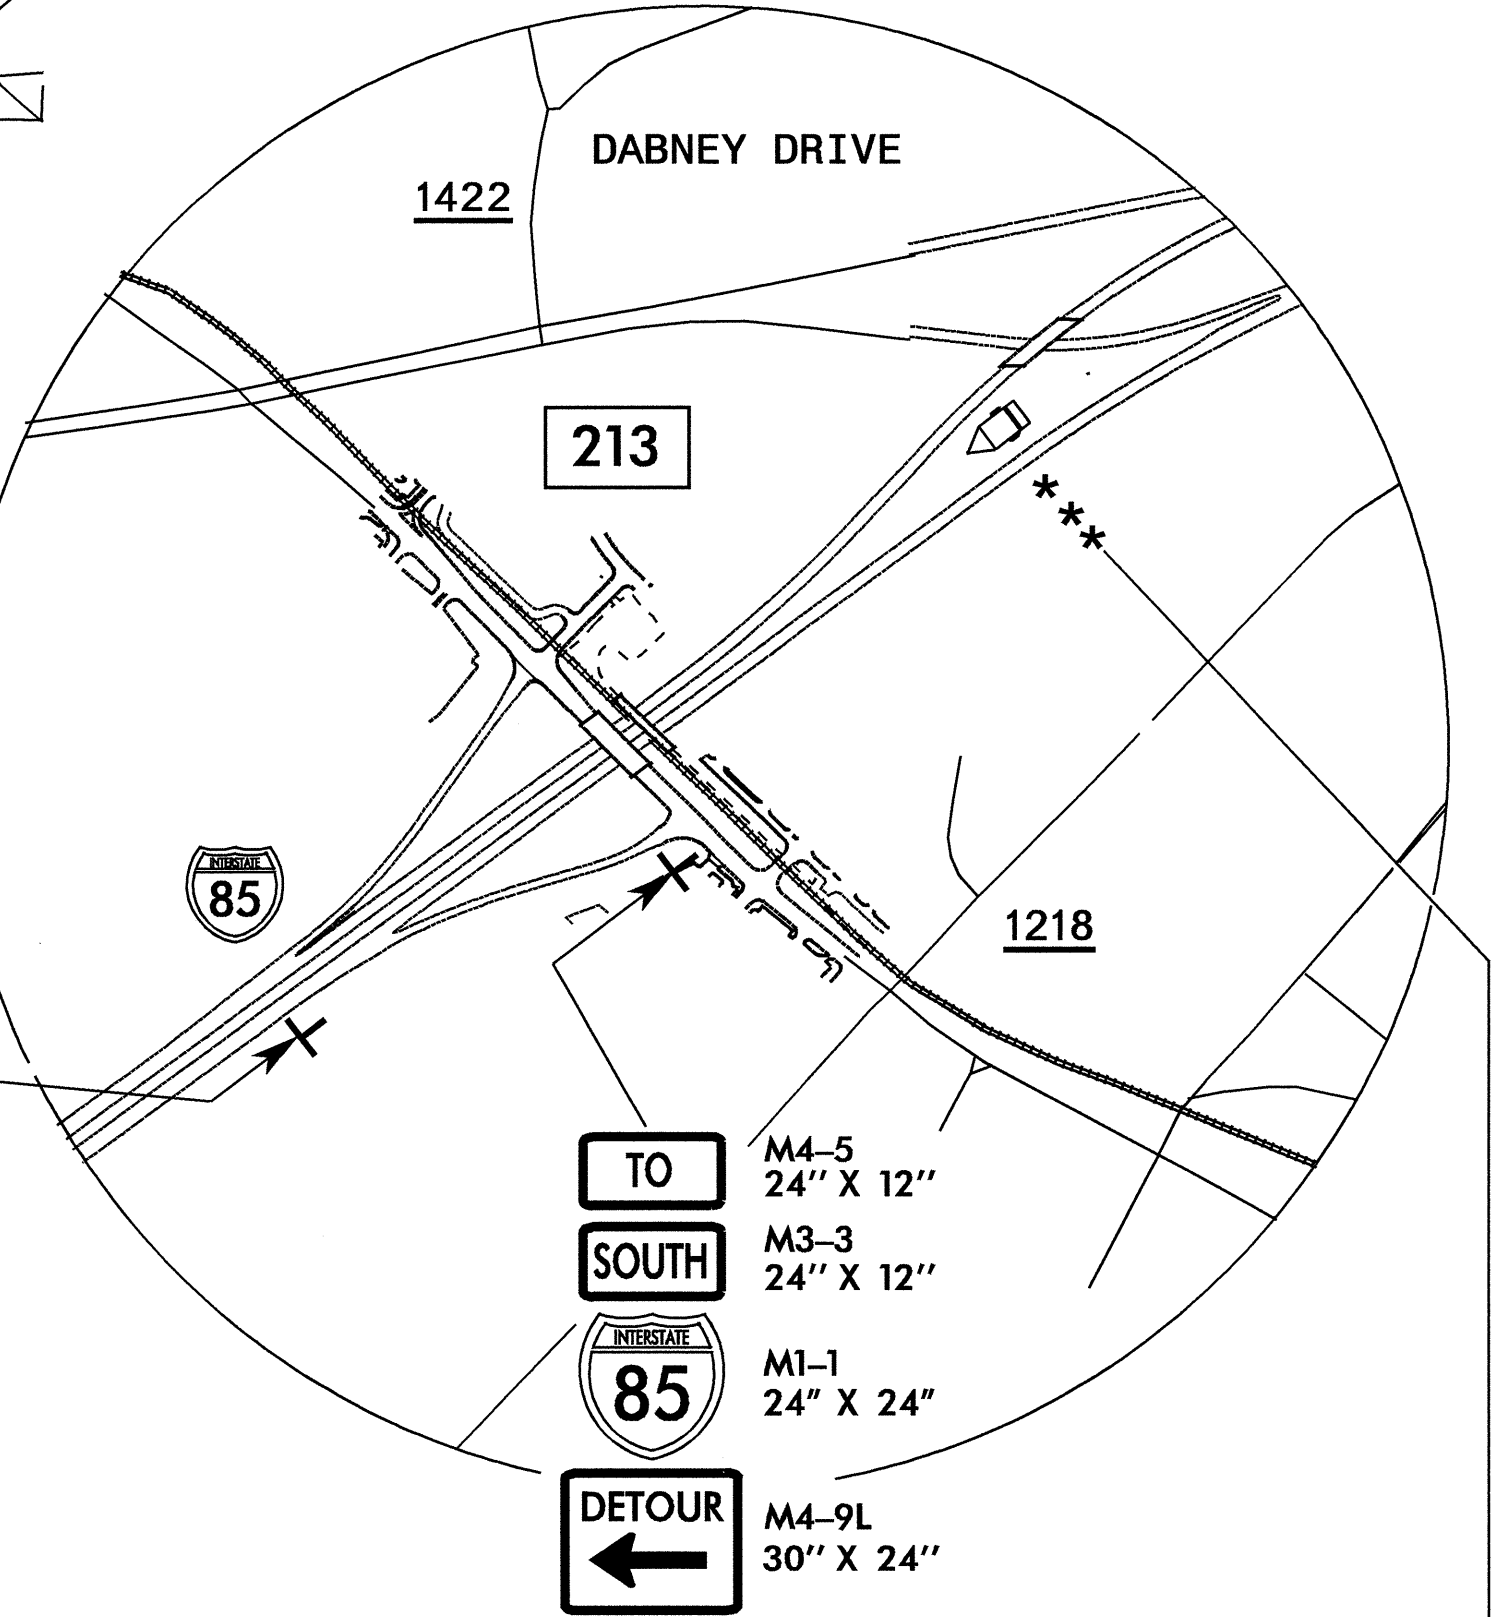 DABNEY DRIVE
1422
213
***
INTERSTATE
85
1218
TO
M4-5
24'' X 12''
SOUTH
M3-3
24'' X 12''
INTERSTATE
85
M1-1
24" X 24"
DETOUR
M4-9L
30'' X 24''